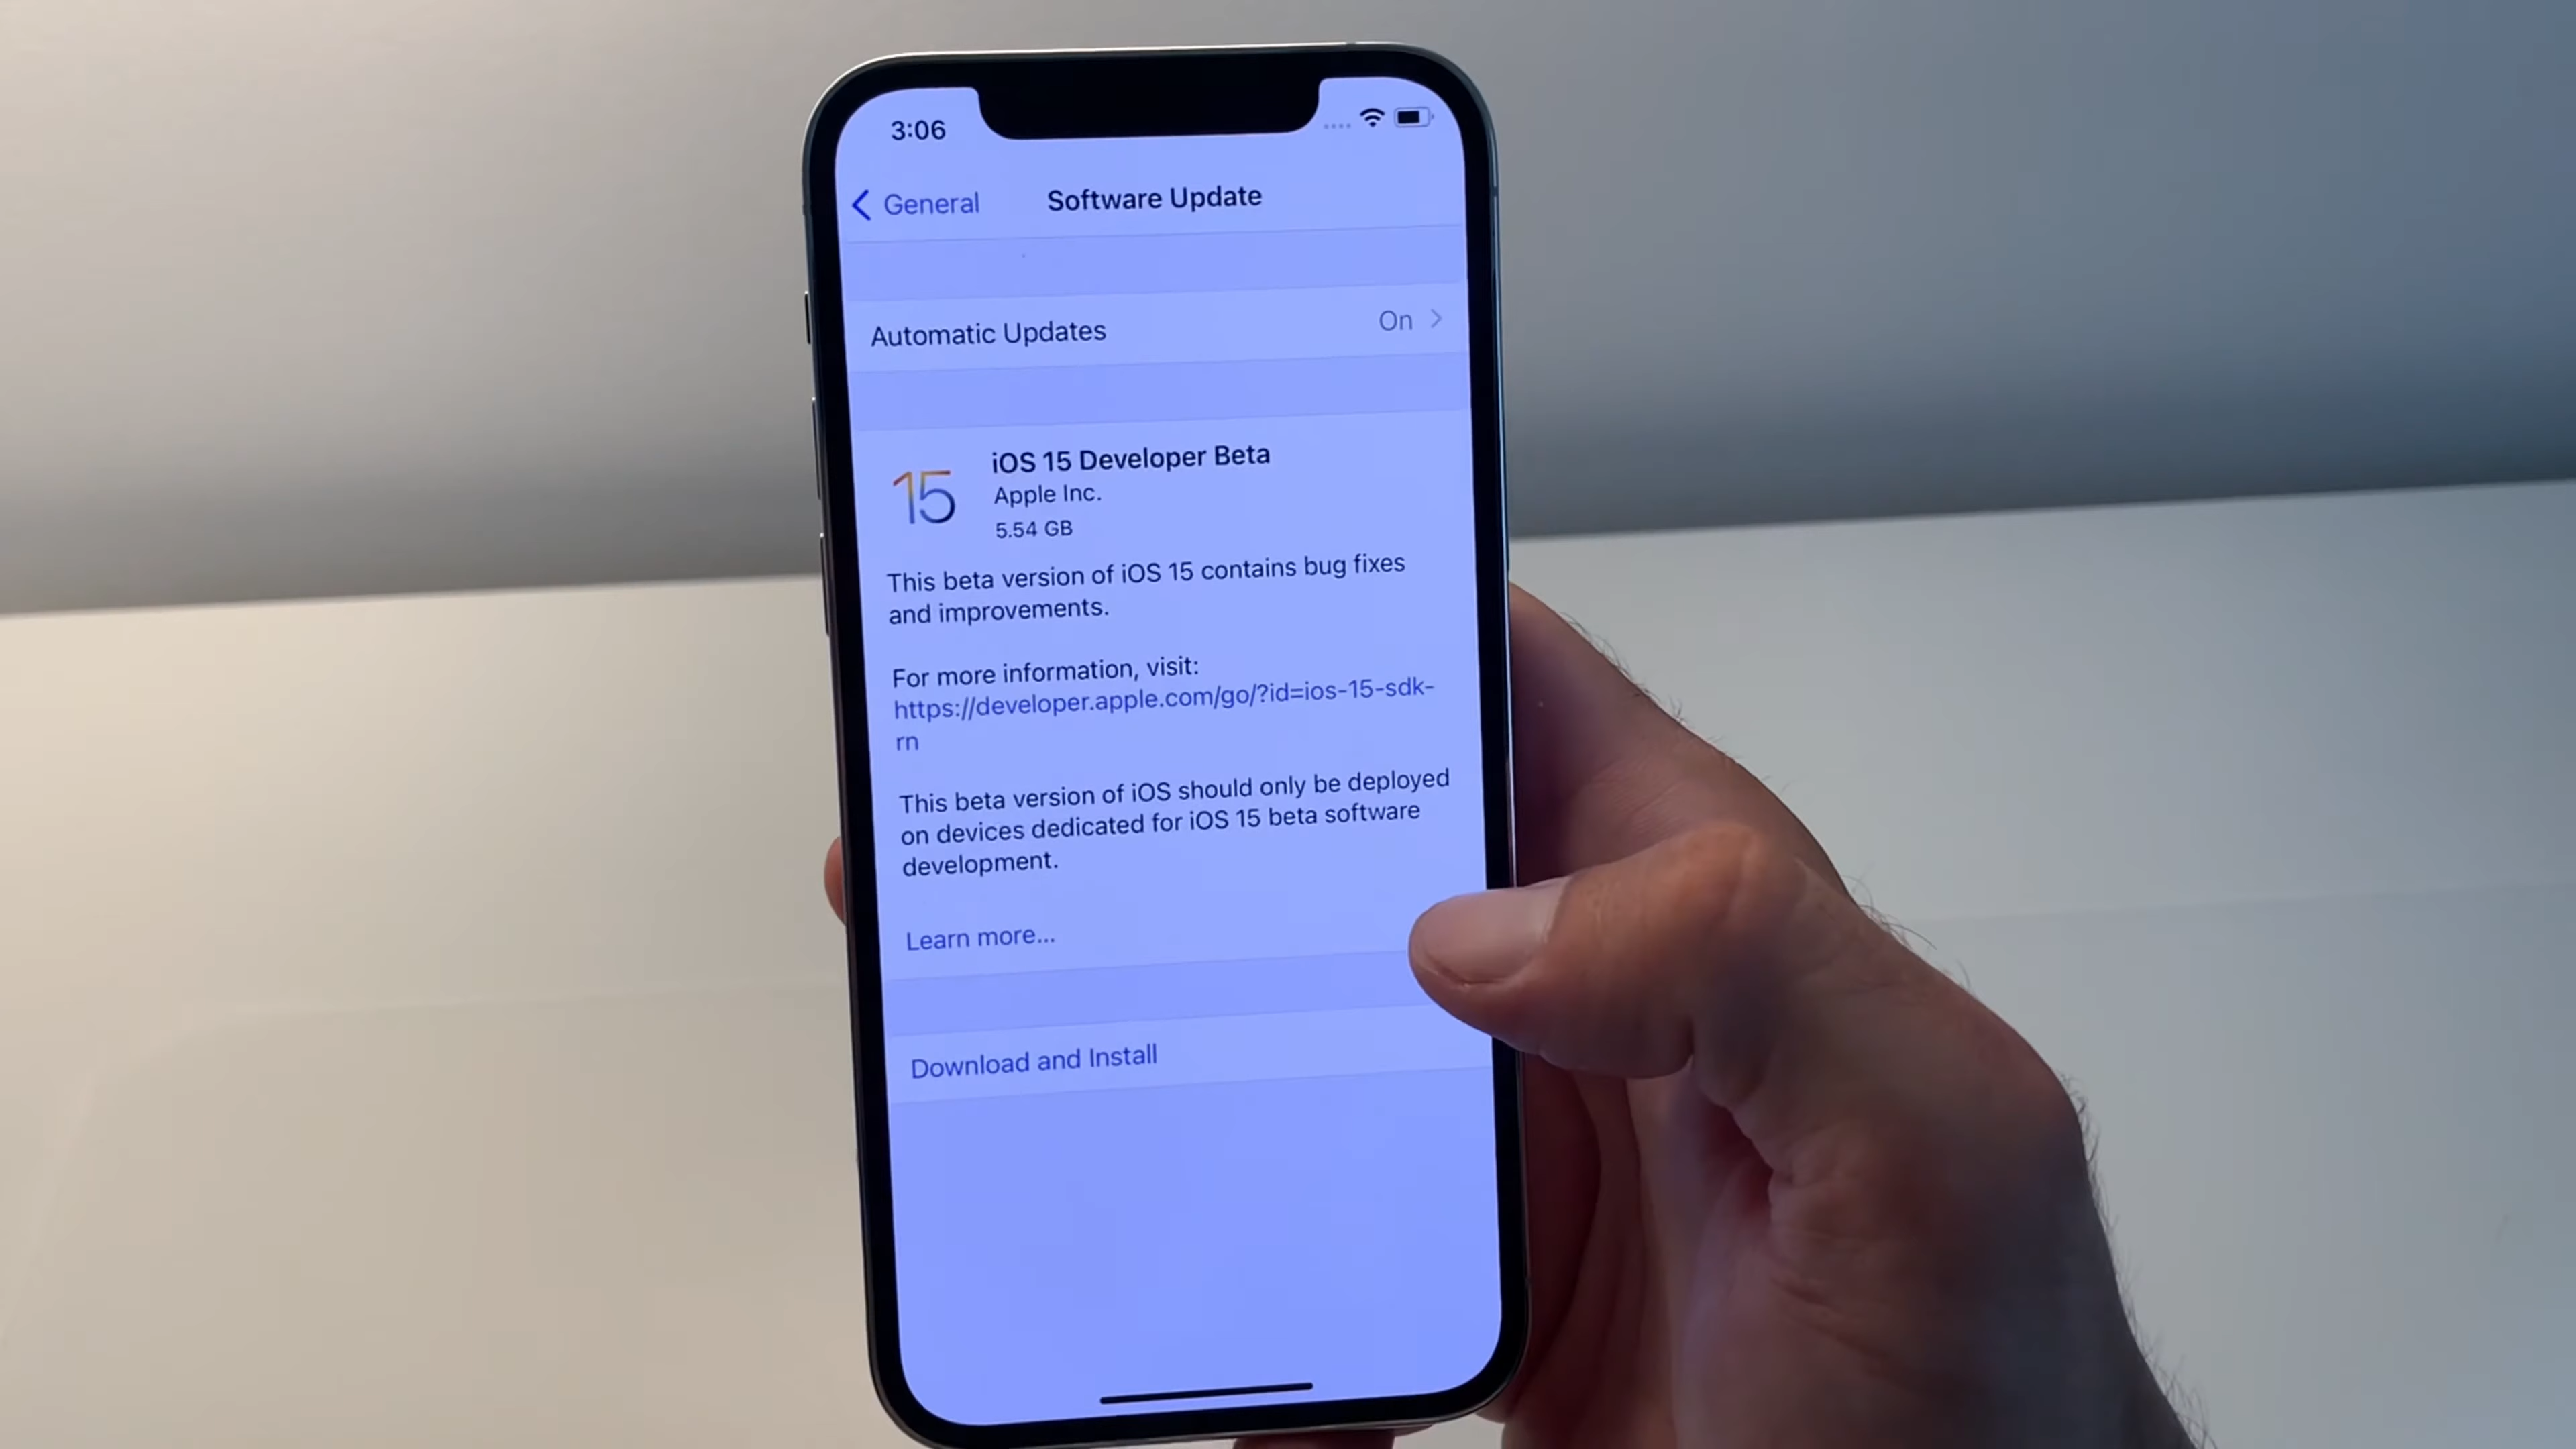 3:06
General
Software Update
Automatic Updates
On
15
iOS 15 Developer Beta
Apple Inc.
5.54 GB
This beta version of iOS 15 contains bug fixes
and improvements.
For more information, visit:
https://developer.apple.com/go/?id=ios-15-sdk-
rn
This beta version of iOS should only be deployed
on devices dedicated for iOS 15 beta software
development.
Learn more...
Download and Install